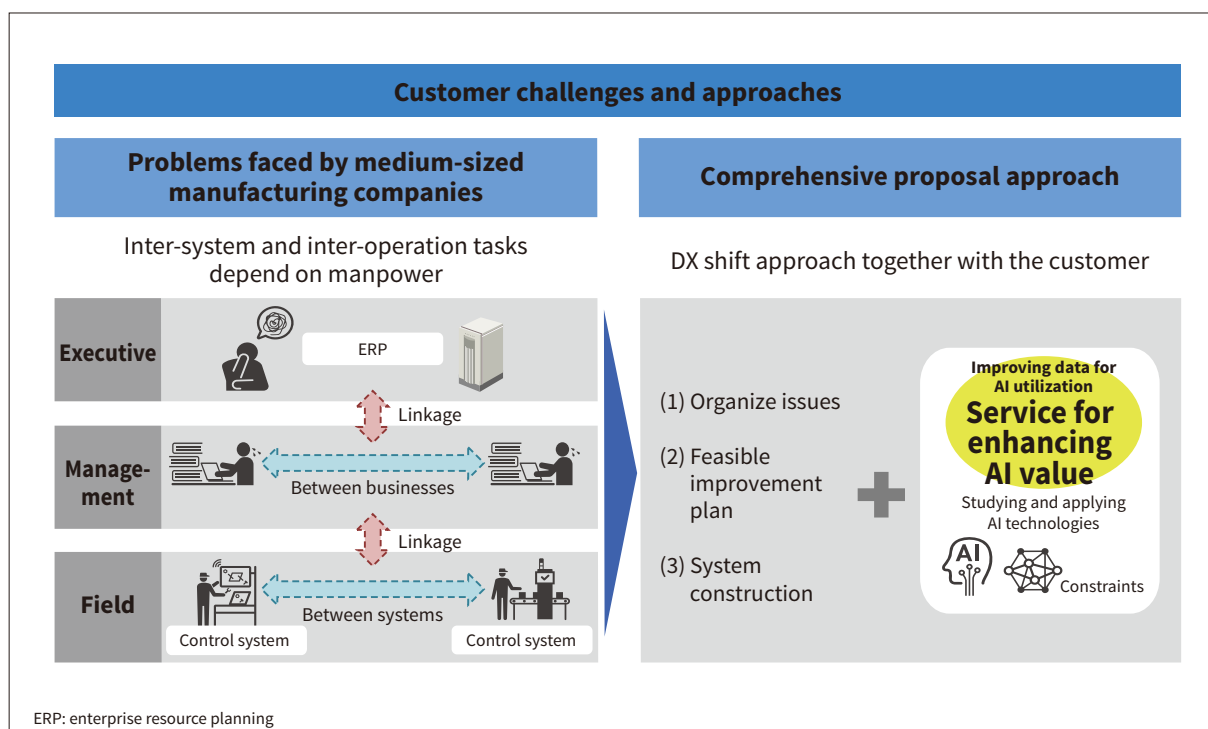 Customer challenges and approaches
Problems faced by medium-sized
manufacturing companies
Inter-system and inter-operation tasks
depend on manpower
Executive
ERP
Linkage
Manage-
ment
Between businesses
Linkage
Field
Between systems
Control system
Control system
Comprehensive proposal approach
DX shift approach together with the customer
(1) Organize issues
(2) Feasible
improvement
plan
(3) System
construction
Improving data for
AI utilization
Service for
enhancing
AI value
Studying and applying
AI technologies
AI
Constraints
ERP: enterprise resource planning